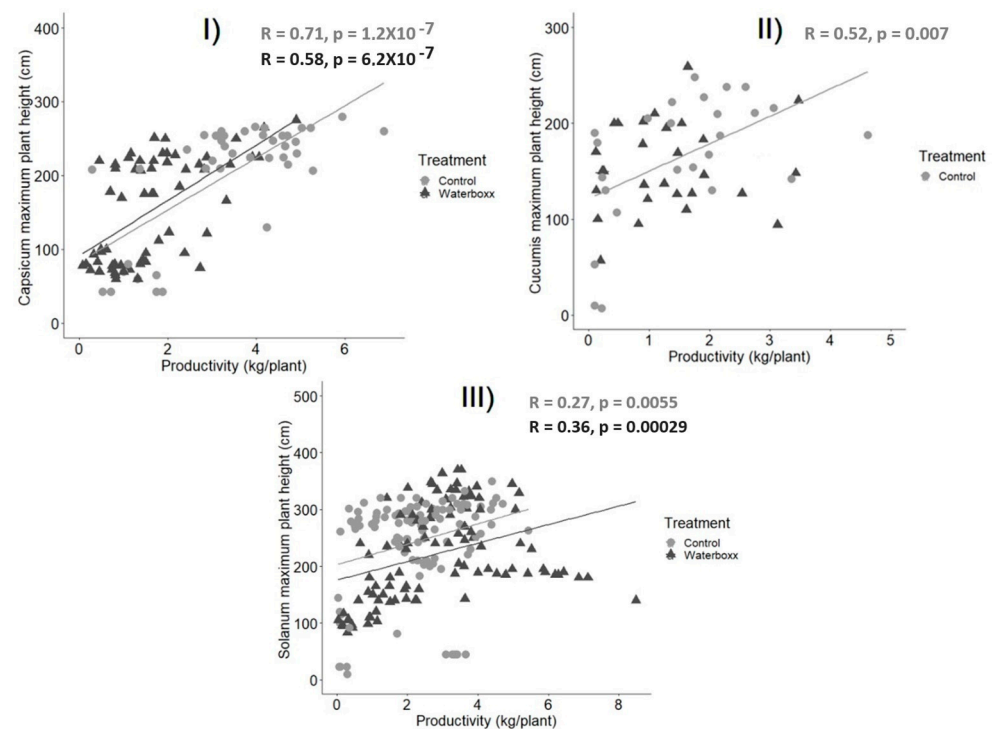 I)
R = 0.71, p = 1.2X10 -7
R = 0.58, p = 6.2X10 -7
Capsicum maximum plant height (cm)
400
300
200
100
0
0 2 4 6
Productivity (kg/plant)
Treatment
Control
Waterboxx
II)
R = 0.52, p = 0.007
Cucumis maximum plant height (cm)
300
200
100
0
0 1 2 3 4 5
Productivity (kg/plant)
Treatment
Control
III)
R = 0.27, p = 0.0055
R = 0.36, p = 0.00029
Solanum maximum plant height (cm)
500
400
300
200
100
0
0 2 4 6 8
Productivity (kg/plant)
Treatment
Control
Waterboxx